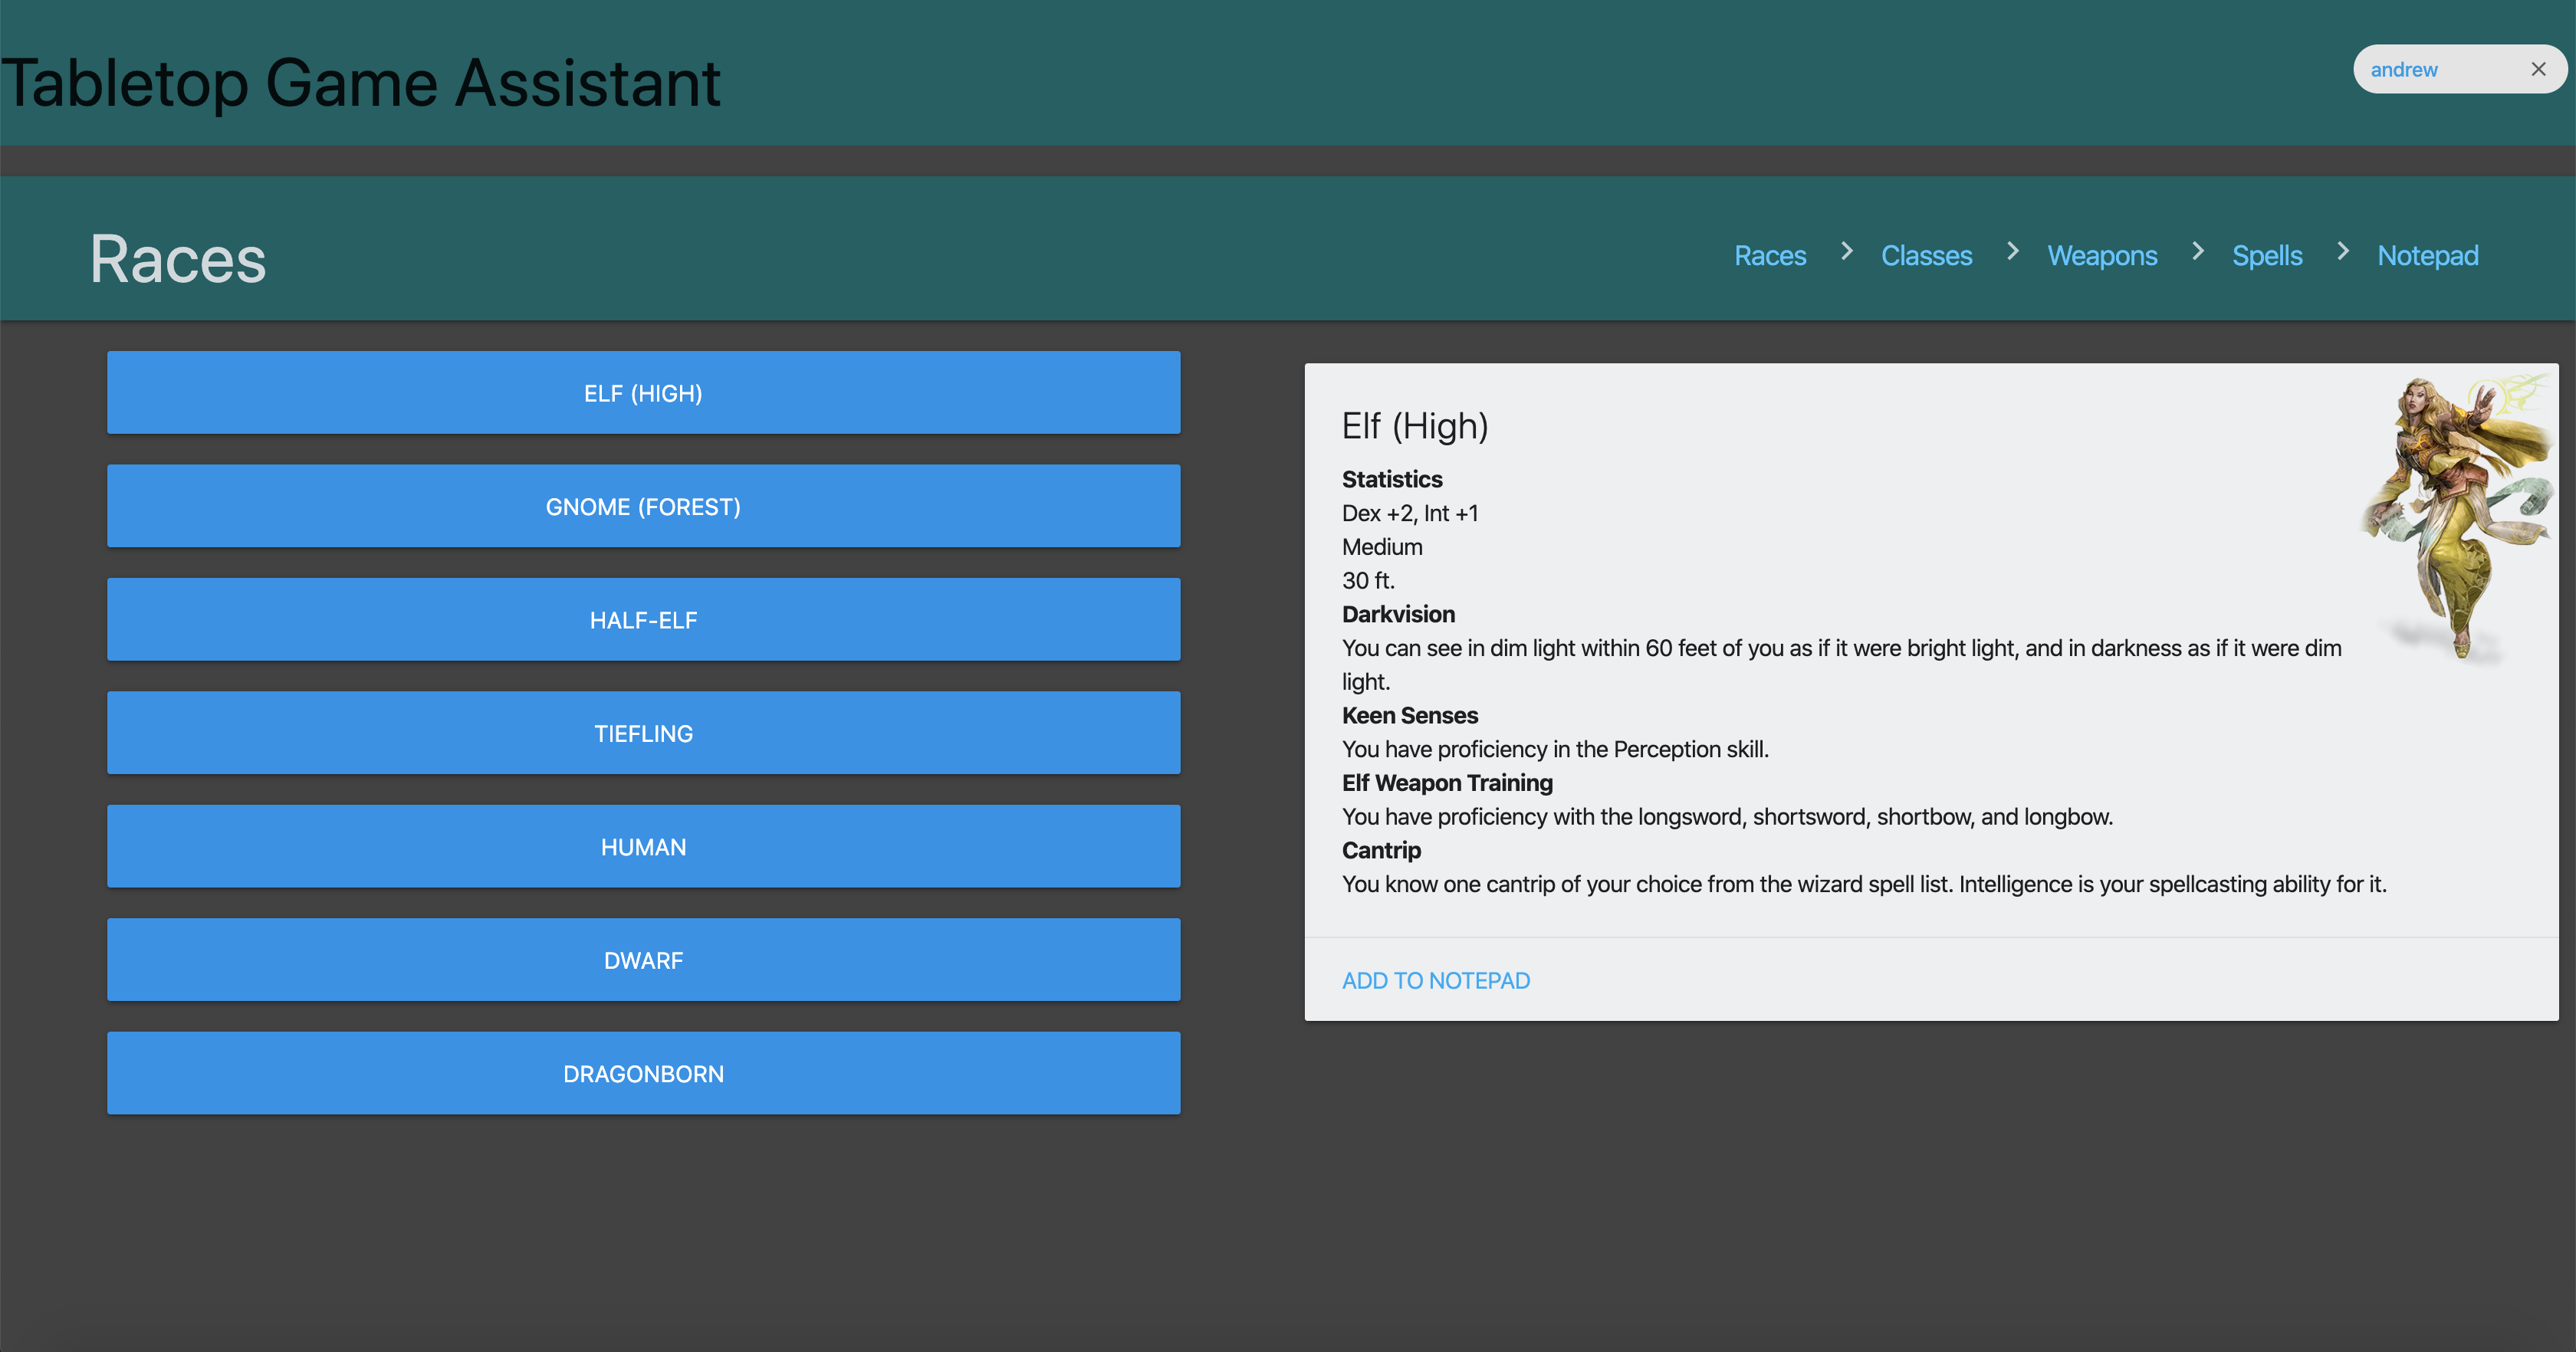 Tabletop Game Assistant
andrew
Races
Races
Classes
Weapons
Spells
Notepad
ELF (HIGH)
GNOME (FOREST)
HALF-ELF
TIEFLING
HUMAN
DWARF
DRAGONBORN
Elf (High)
Statistics
Dex +2, Int +1
Medium
30 ft.
Darkvision
You can see in dim light within 60 feet of you as if it were bright light, and in darkness as if it were dim
light.
Keen Senses
You have proficiency in the Perception skill.
Elf Weapon Training
You have proficiency with the longsword, shortsword, shortbow, and longbow.
Cantrip
You know one cantrip of your choice from the wizard spell list. Intelligence is your spellcasting ability for it.
ADD TO NOTEPAD